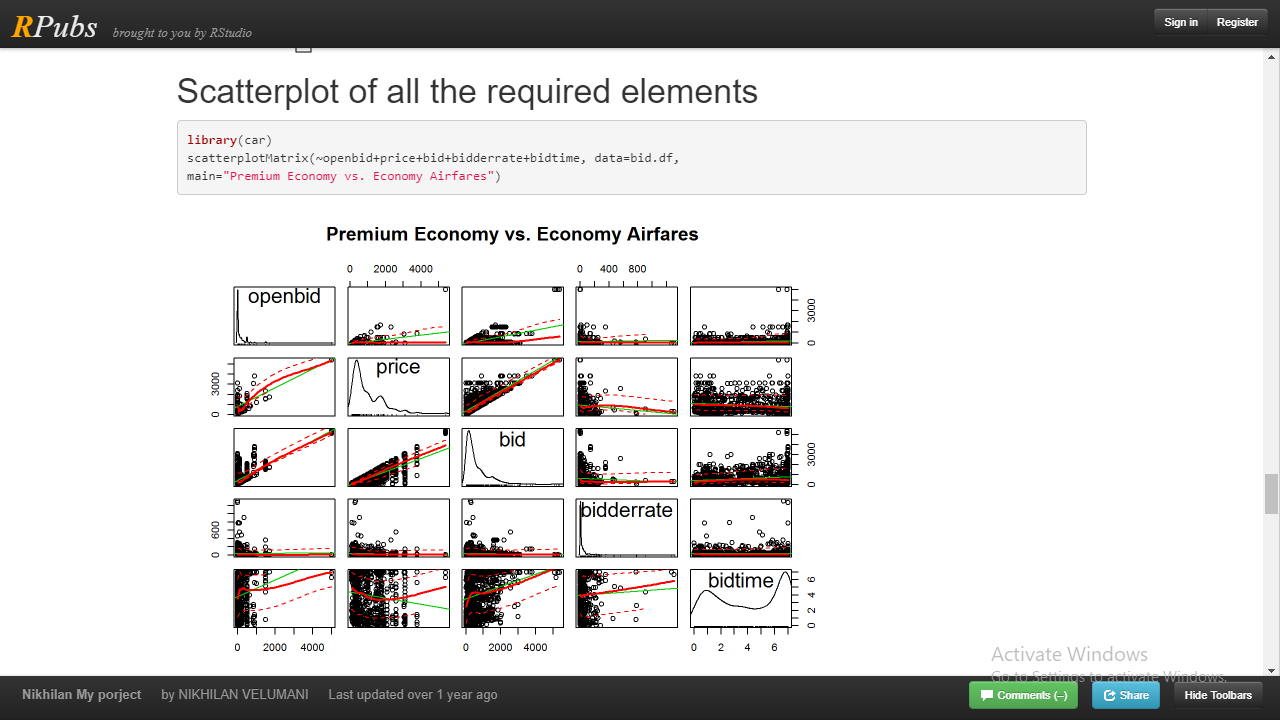 RPubs brought to you by RStudio Sign in Register
Scatterplot of all the required elements
library(car)
scatterplotMatrix(~openbid+price+bid+bidderrate+bidtime, data=bid.df,
main="Premium Economy vs. Economy Airfares")
Premium Economy vs. Economy Airfares
0 2000 4000 0 400 800
openbid 0 3000
price 0 3000
bid 0 3000
bidderrate 0 600
bidtime 0 2 4 6
0 2000 4000 0 2000 4000 0 2 4 6
Activate Windows
Go to Settings to activate Windows.
Nikhilan My porject by NIKHILAN VELUMANI Last updated over 1 year ago Comments (–) Share Hide Toolbars